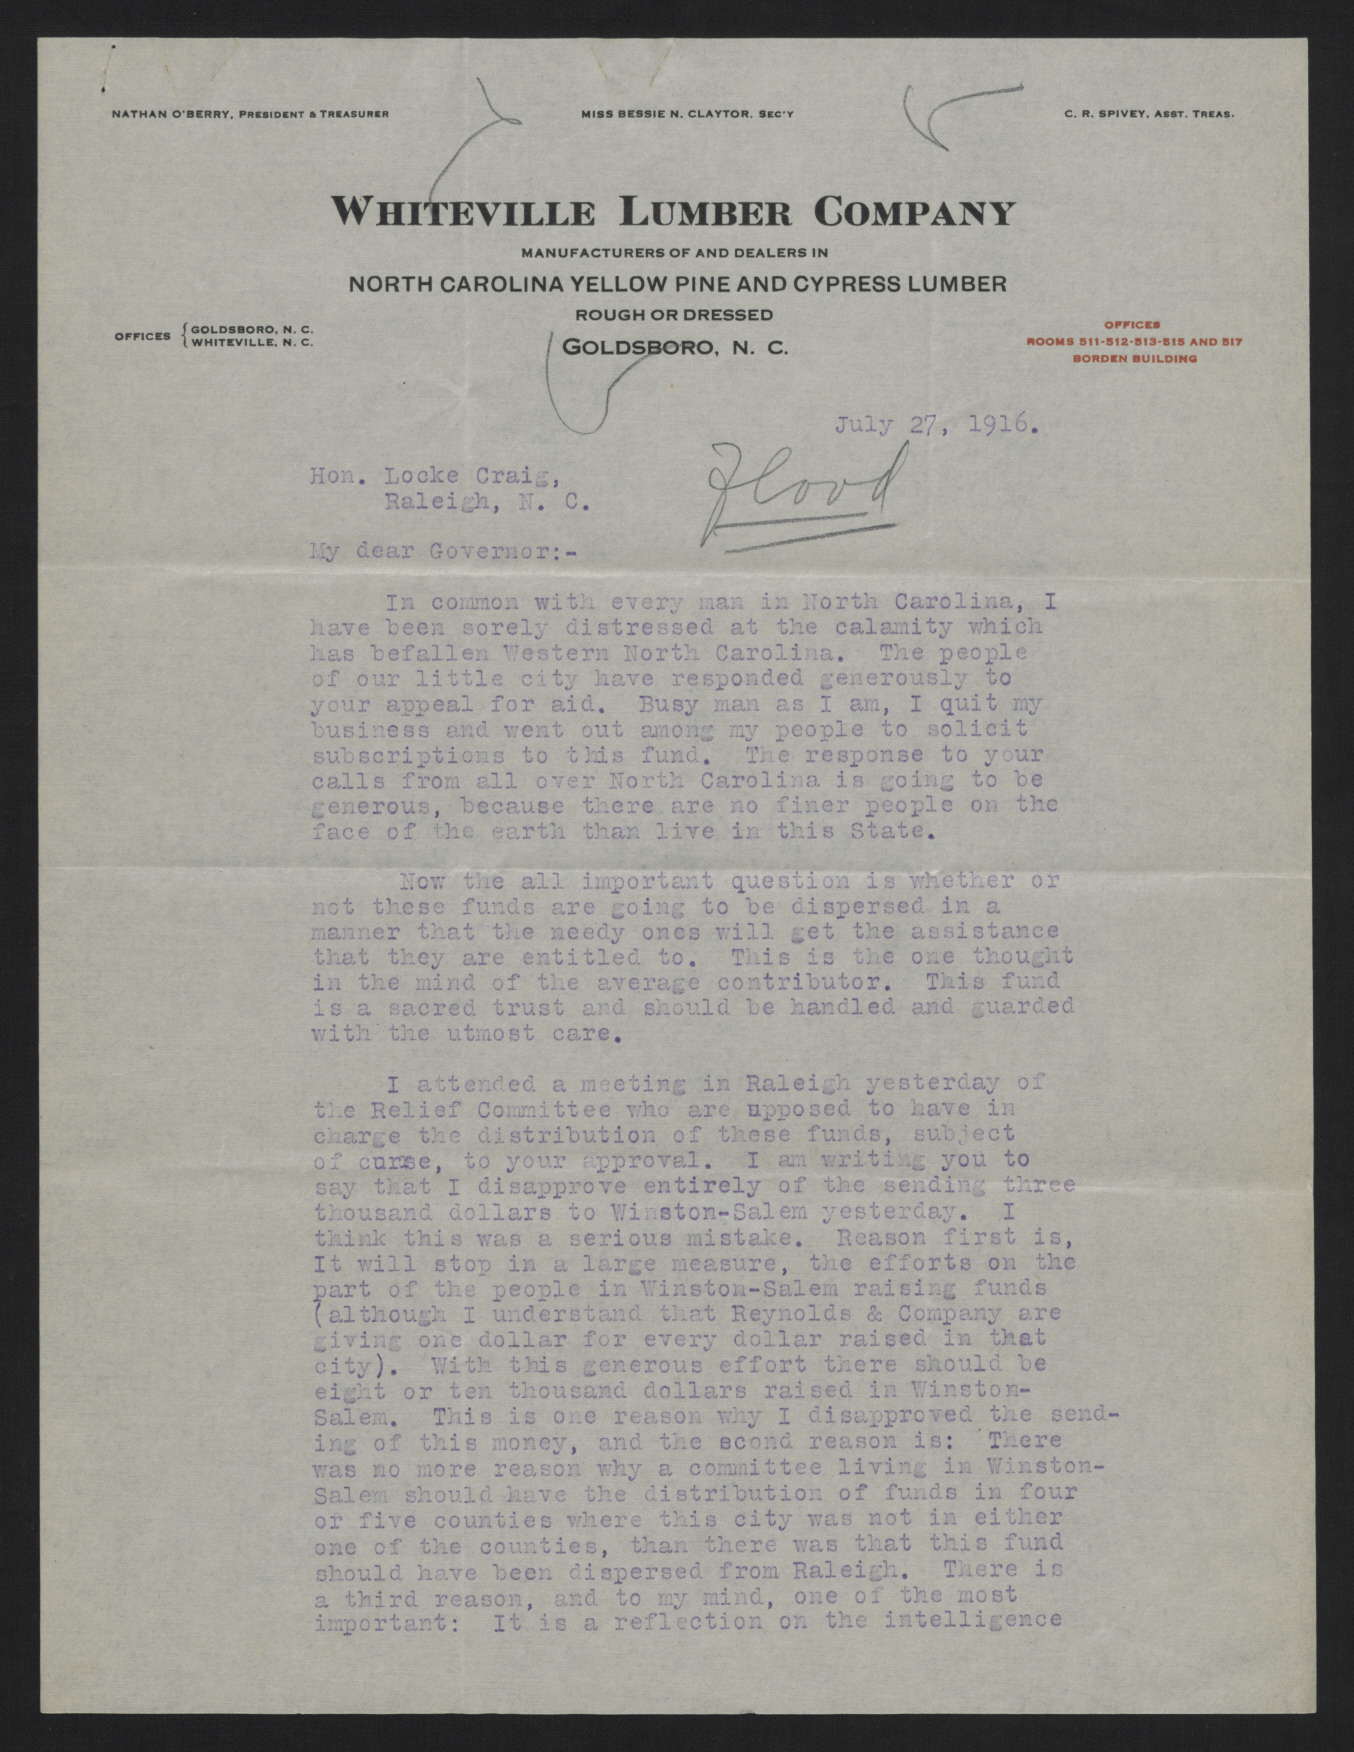 NATHAN O'BERRY, PRESIDENT & TREASURER MISS BESSIE N. CLAYTOR, SEC'Y C. R. SPIVEY, ASST. TREAS.
WHITEVILLE LUMBER COMPANY
MANUFACTURERS OF AND DEALERS IN
NORTH CAROLINA YELLOW PINE AND CYPRESS LUMBER
ROUGH OR DRESSED
OFFICES { GOLDSBORO, N. C.
WHITEVILLE, N. C.
GOLDSBORO, N. C.
OFFICES
ROOMS 511-512-513-515 AND 517
BORDEN BUILDING
July 27, 1916.
Flood
Hon. Locke Craig,
Raleigh, N. C.
My dear Governor:-
In common with every man in North Carolina, I
have been sorely distressed at the calamity which
has befallen Western North Carolina. The people
of our little city have responded generously to
your appeal for aid. Busy man as I am, I quit my
business and went out among my people to solicit
subscriptions to this fund. The response to your
calls from all over North Carolina is going to be
generous, because there are no finer people on the
face of the earth than live in this State.
Now the all important question is whether or
not these funds are going to be dispersed in a
manner that the needy ones will get the assistance
that they are entitled to. This is the one thought
in the mind of the average contributor. This fund
is a sacred trust and should be handled and guarded
with the utmost care.
I attended a meeting in Raleigh yesterday of
the Relief Committee who are upposed to have in
charge the distribution of these funds, subject
of curse, to your approval. I am writing you to
say that I disapprove entirely of the sending three
thousand dollars to Winston-Salem yesterday. I
think this was a serious mistake. Reason first is,
It will stop in a large measure, the efforts on the
part of the people in Winston-Salem raising funds
(although I understand that Reynolds & Company are
giving one dollar for every dollar raised in that
city). With this generous effort there should be
eight or ten thousand dollars raised in Winston-
Salem. This is one reason why I disapproved the send-
ing of this money, and the scond reason is: There
was no more reason why a committee living in Winston-
Salem should have the distribution of funds in four
or five counties where this city was not in either
one of the counties, than there was that this fund
should have been dispersed from Raleigh. There is
a third reason, and to my mind, one of the most
important: It is a reflection on the intelligence